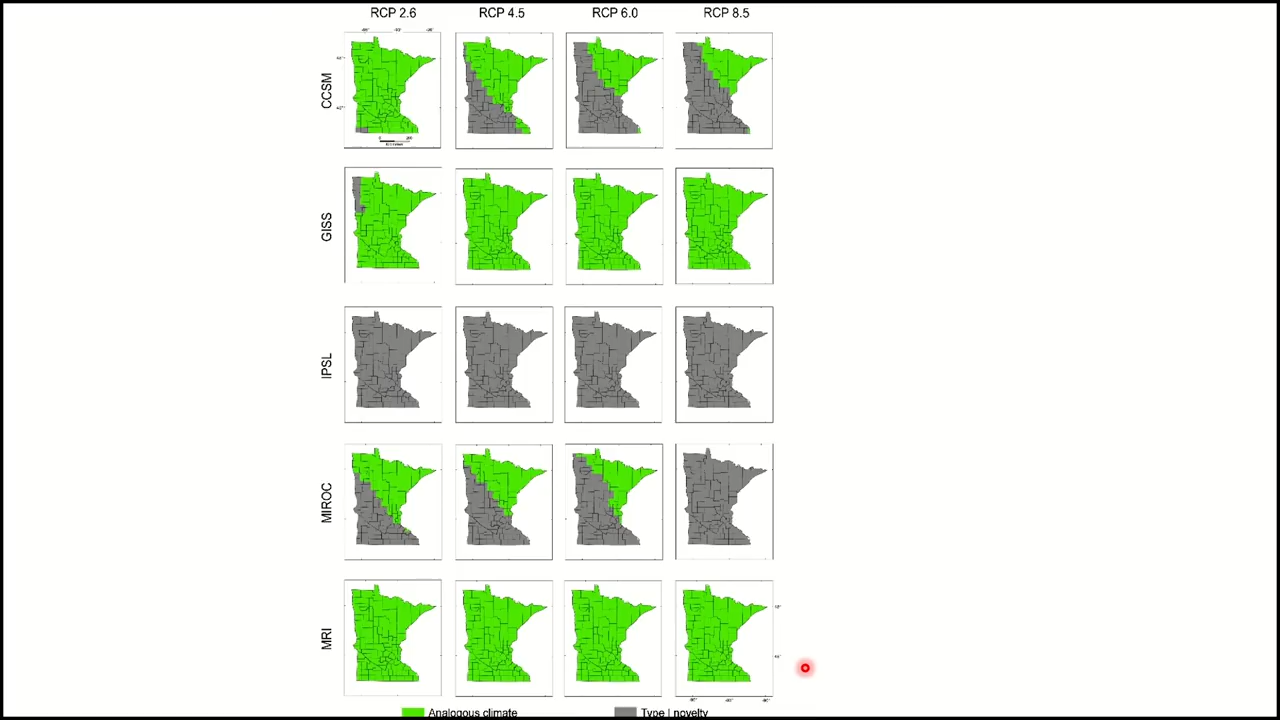 RCP 2.6 RCP 4.5 RCP 6.0 RCP 8.5
CCSM
GISS
IPSL
MIROC
MRI
Analogous climate Type I novelty